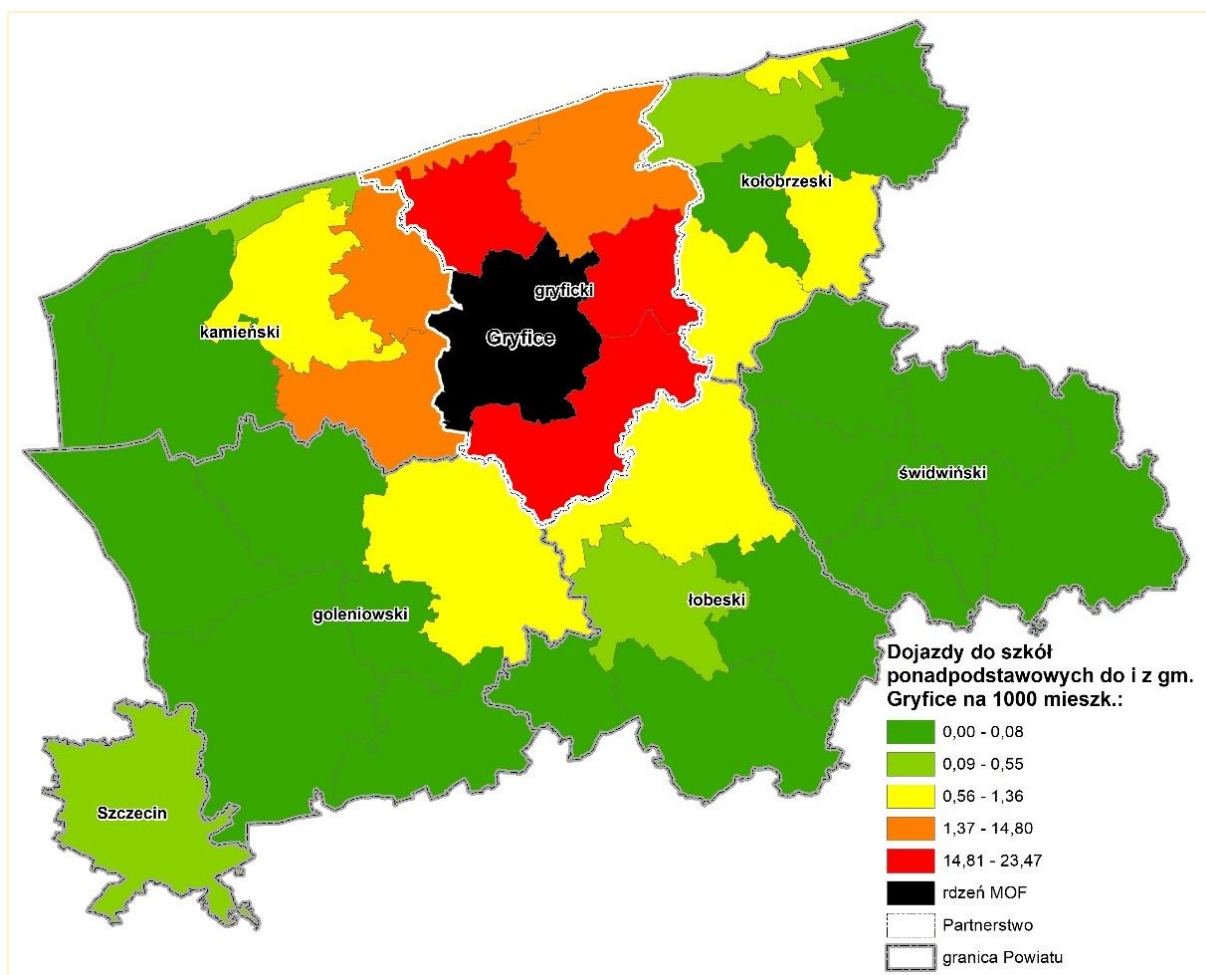 kołobrzeski
gryficki
kamieński
Gryfice
świdwiński
łobeski
goleniowski
Szczecin
Dojazdy do szkół
ponadpodstawowych do i z gm.
Gryfice na 1000 mieszk.:
0,00 - 0,08
0,09 - 0,55
0,56 - 1,36
1,37 - 14,80
14,81 - 23,47
rdzeń MOF
Partnerstwo
granica Powiatu